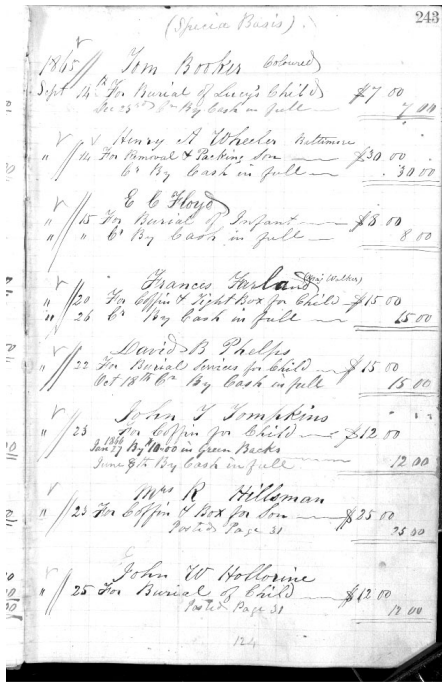 243
(Specie Basis).
1865 Tom Booker Coloured
Sept 14th For Burial of Lucy's Child $7 00
Dec 23rd Cr By Cash in full 7 00
Henry A Wheeler Baltimore
" 14 For Removal & Packing Son $30 00
Cr By Cash in full 30 00
E C Floyd
" 15 For Burial of Infant $8 00
" " Cr By Cash in full 8 00
Frances Farland (Maj Walker)
" 20 For Coffin & Tight Box for Child $15 00
" 26 Cr By Cash in full 15 00
David B Phelps
" 22 For Burial Services for Child $15 00
Oct 18th Cr By Cash in full 15 00
John T Tompkins
" 23 For Coffin for Child $12 00
1866
Jan 27 By $10.00 in Green Backs
June 8th By Cash in full 12 00
Mrs R Hillsman
" 23 For Coffin & Box for Son $25 00
Posted Page 31 25 00
John W Hollorine
" 25 For Burial of Child $12 00
Posted Page 31 12 00
124